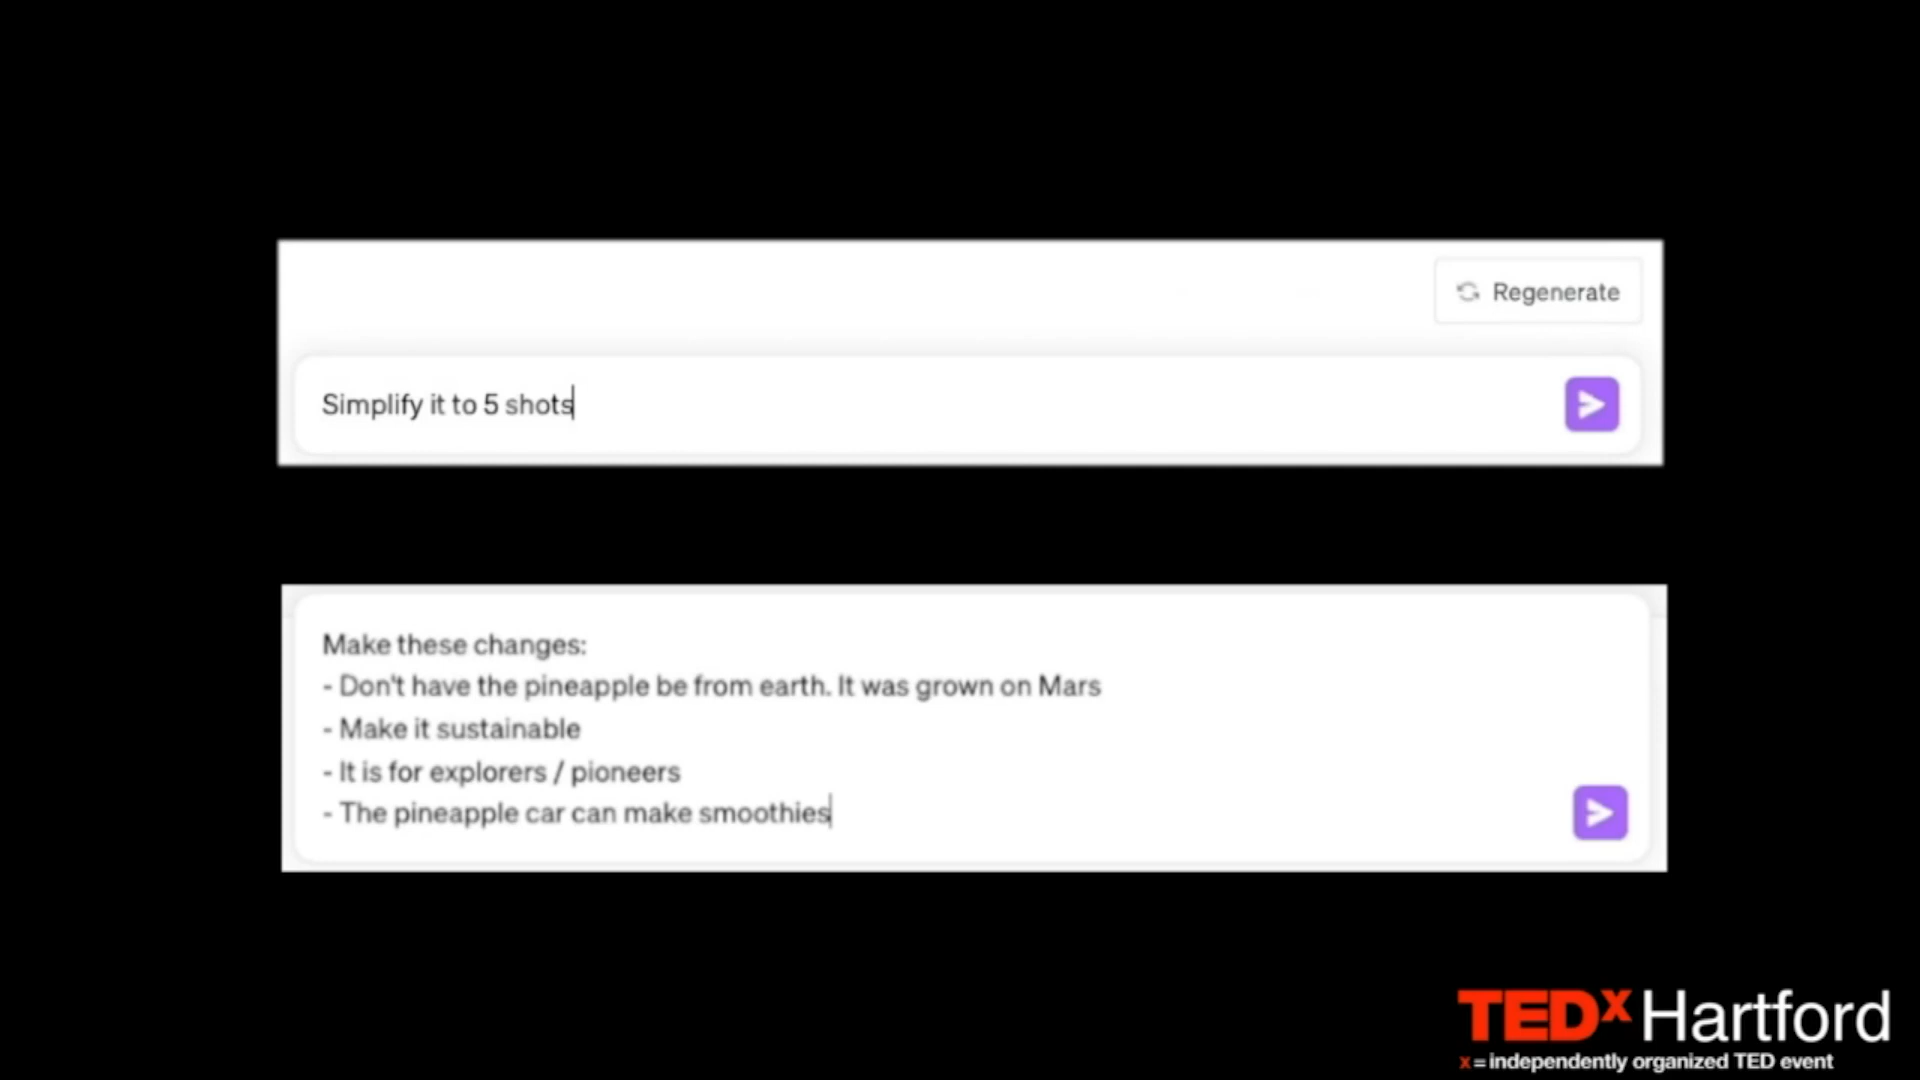 Regenerate
Simplify it to 5 shots
Make these changes:
- Don't have the pineapple be from earth. It was grown on Mars
- Make it sustainable
- It is for explorers / pioneers
- The pineapple car can make smoothies
TEDxHartford
x = independently organized TED event